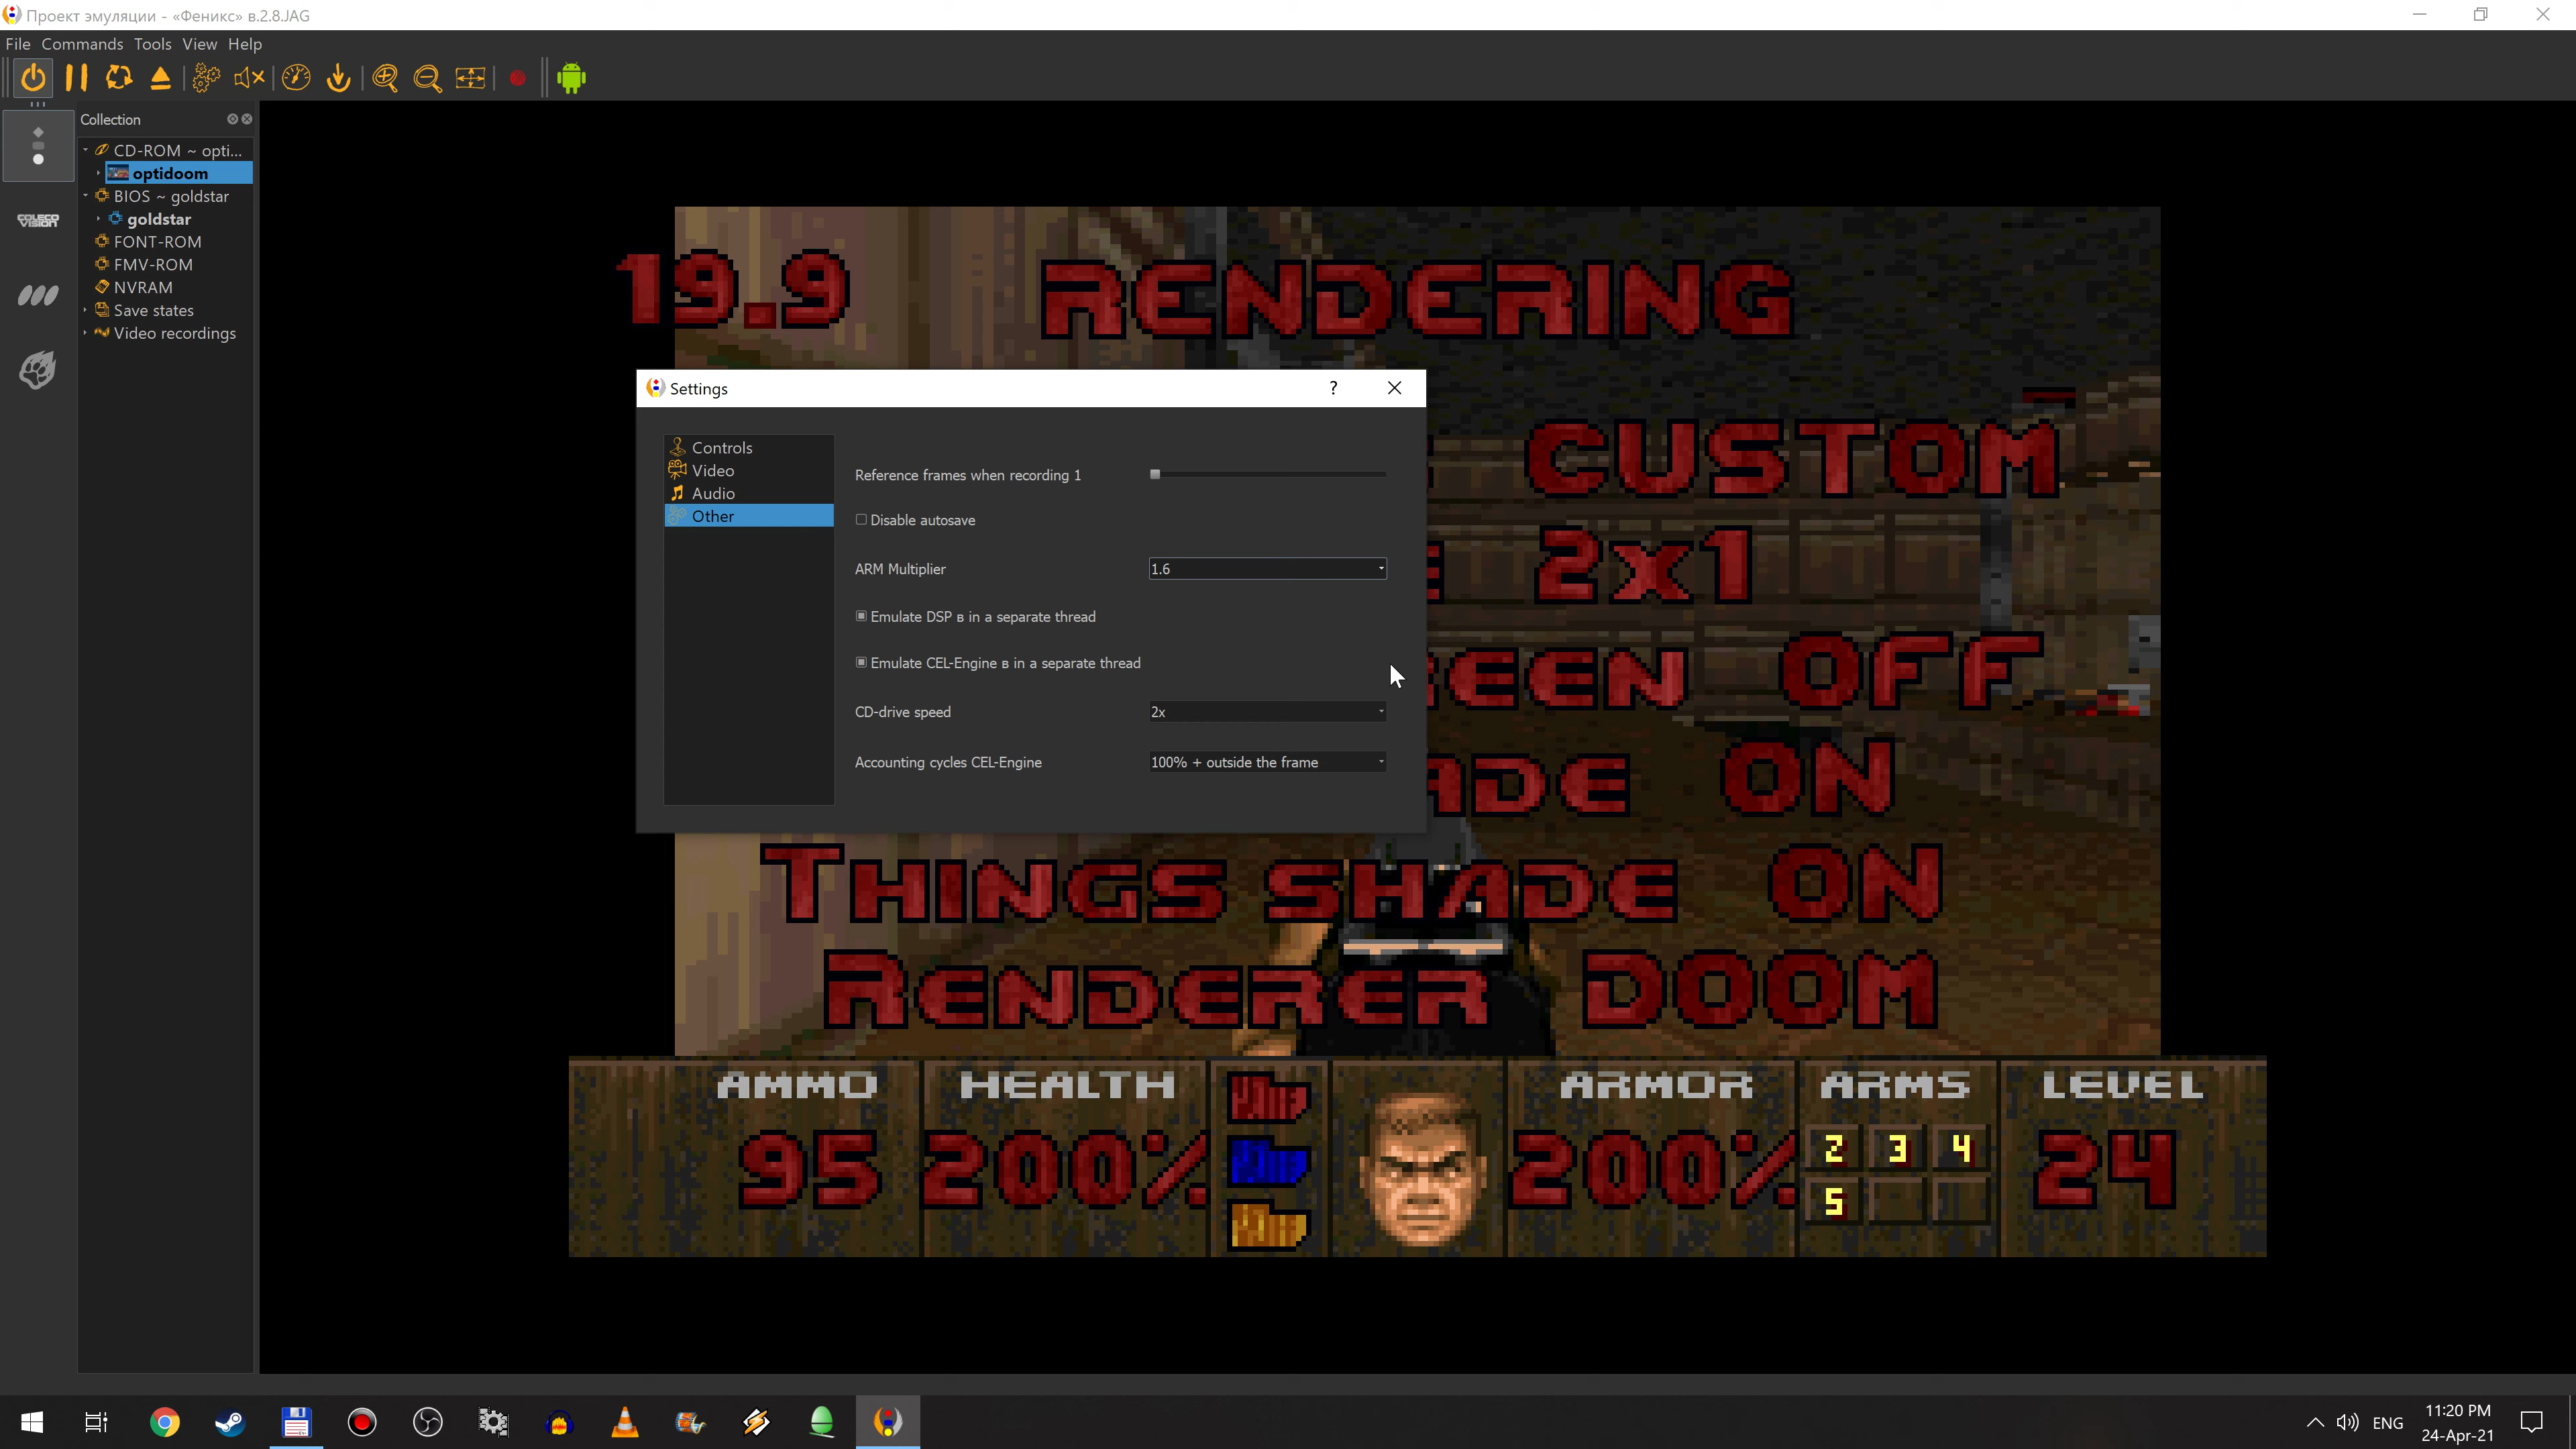 Проект эмуляции - «Феникс» в.2.8.JAG
File Commands Tools View Help
Collection
CD-ROM ~ opti...
optidoom
BIOS ~ goldstar
goldstar
FONT-ROM
FMV-ROM
NVRAM
Save states
Video recordings
COLECO
VISION
19.9 RENDERING
CUSTOM
2x1
EEN OFF
ADE ON
THINGS SHADE ON
RENDERER DOOM
Settings
?
Controls
Video
Audio
Other
Reference frames when recording 1
Disable autosave
ARM Multiplier 1.6
Emulate DSP в in a separate thread
Emulate CEL-Engine в in a separate thread
CD-drive speed 2x
Accounting cycles CEL-Engine 100% + outside the frame
AMMO HEALTH ARMOR ARMS LEVEL
95 200% 200% 2 3 4 24
5
ENG
11:20 PM
24-Apr-21